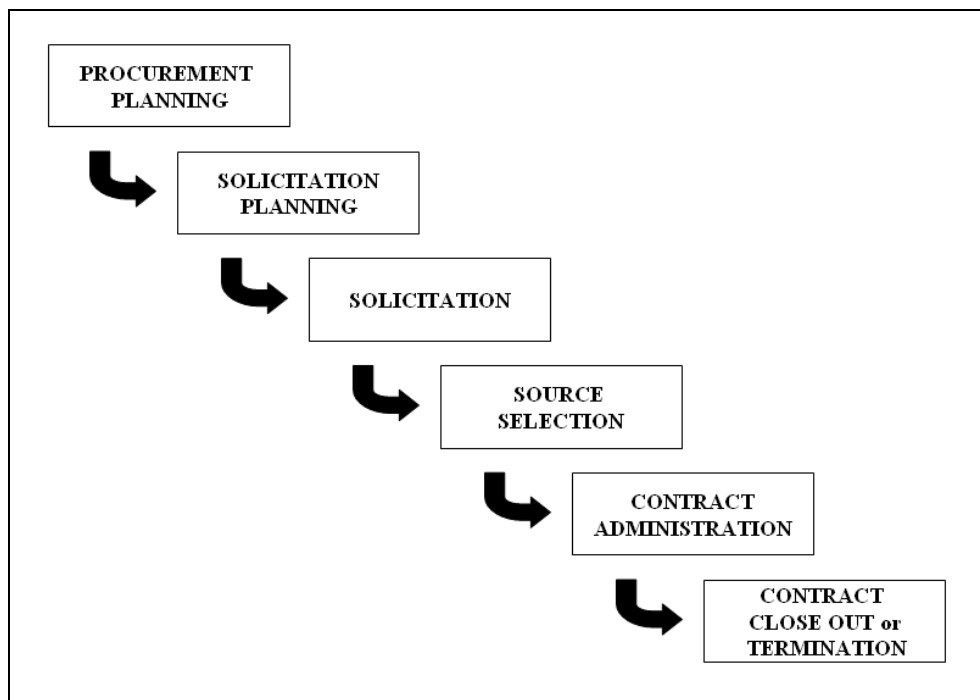 PROCUREMENT
PLANNING
SOLICITATION
PLANNING
SOLICITATION
SOURCE
SELECTION
CONTRACT
ADMINISTRATION
CONTRACT
CLOSE OUT or
TERMINATION